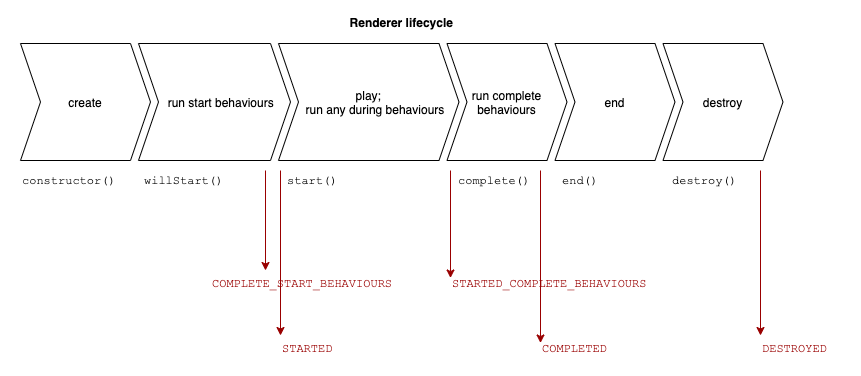 Renderer lifecycle
create
run start behaviours
play;
run any during behaviours
run complete
behaviours
end
destroy
constructor()
willStart()
start()
complete()
end()
destroy()
COMPLETE_START_BEHAVIOURS
STARTED_COMPLETE_BEHAVIOURS
STARTED
COMPLETED
DESTROYED